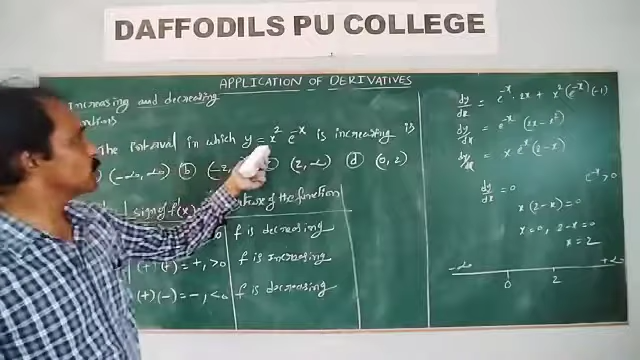 DAFFODILS PU COLLEGE
APPLICATION OF DERIVATIVES
Increasing and decreasing
The interval in which y = x² e^-x is increasing is
(-∞, ∞) (b) (-2, (2, -∞) (d) (0, 2)
sign of f'(x) of the function
f is decreasing
(+) (+) = +, >0 f is increasing
(+) (-) = -, <0 f is decreasing
dy/dx = e^-x · 2x + x² (e^-x) (-1)
dy/dx = e^-x (2x - x²)
dy/dx = x e^-x (2-x)
dy/dx = 0 e^-x > 0
x (2-x) = 0
x = 0, 2-x = 0
x = 2
-∞ +∞
0 2